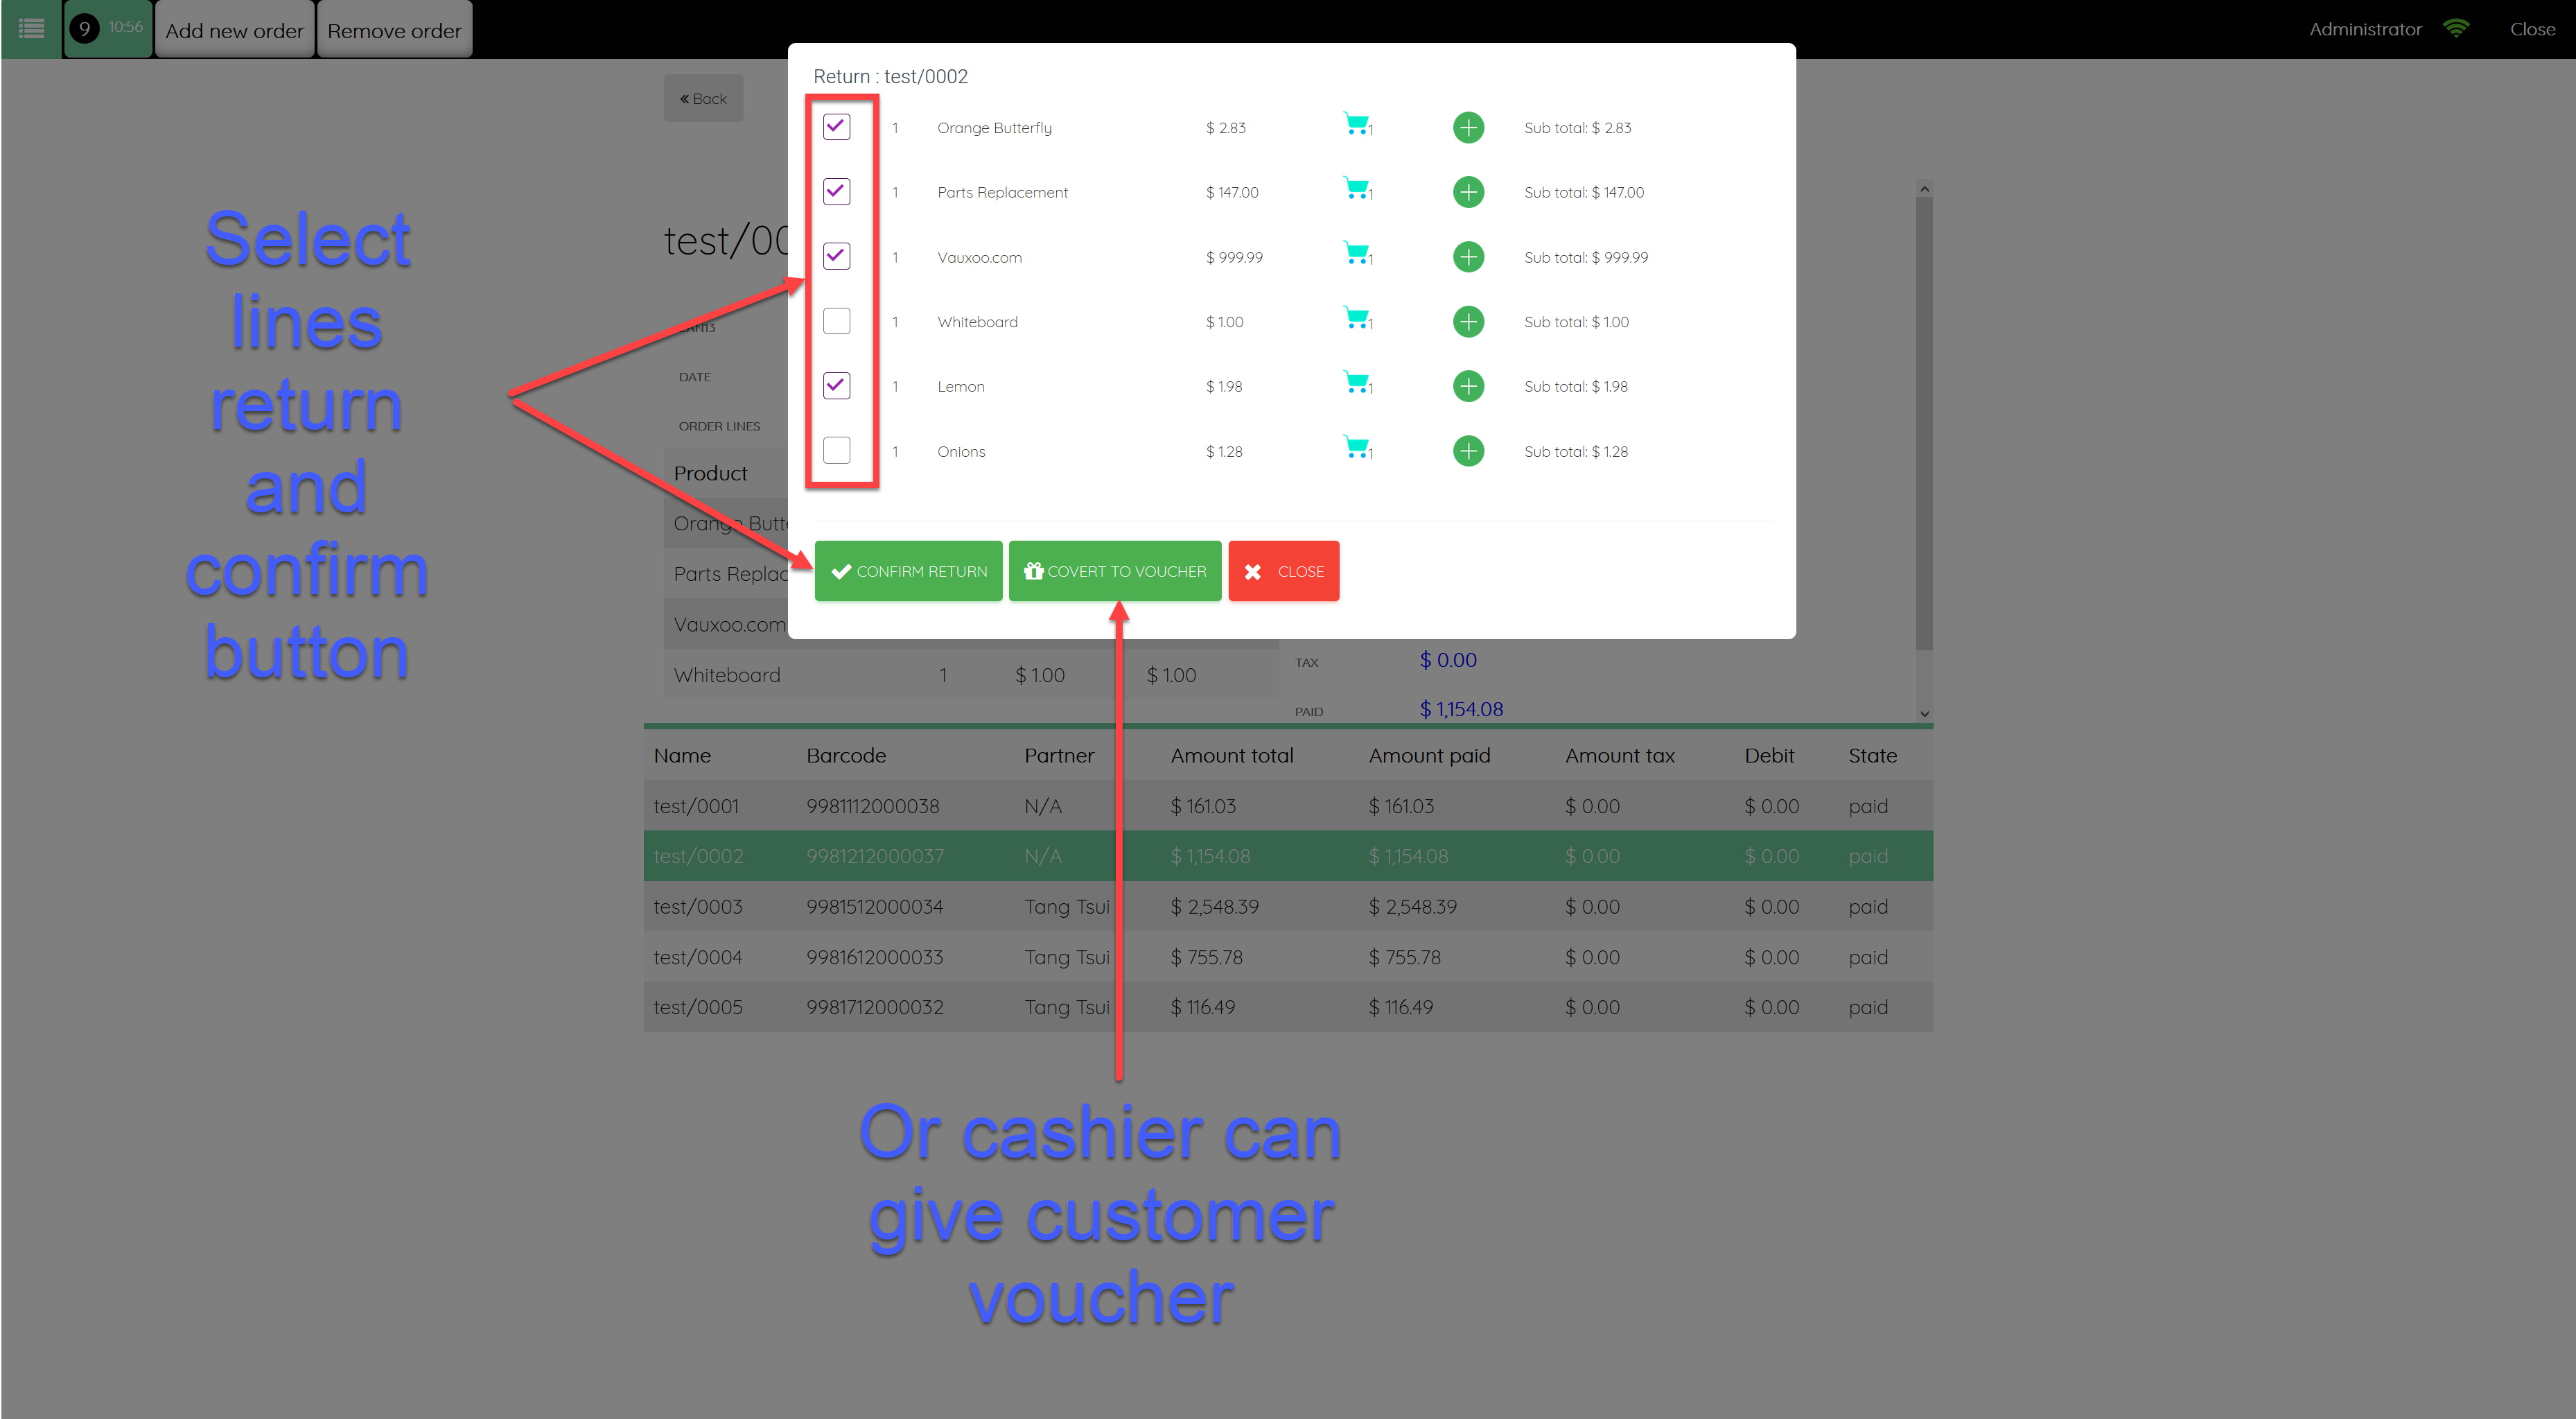 9 10:56 Add new order Remove order Administrator Close
Back
Return : test/0002
1 Orange Butterfly $ 2.83 1 Sub total: $ 2.83
1 Parts Replacement $ 147.00 1 Sub total: $ 147.00
1 Vauxoo.com $ 999.99 1 Sub total: $ 999.99
1 Whiteboard $ 1.00 1 Sub total: $ 1.00
1 Lemon $ 1.98 1 Sub total: $ 1.98
1 Onions $ 1.28 1 Sub total: $ 1.28
CONFIRM RETURN COVERT TO VOUCHER CLOSE
Select
lines
return
and
confirm
button
test/00
DATE
ORDER LINES
Product
Orange Butt
Parts Replac
Vauxoo.com
Whiteboard 1 $ 1.00 $ 1.00
TAX $ 0.00
PAID $ 1,154.08
Name Barcode Partner Amount total Amount paid Amount tax Debit State
test/0001 9981112000038 N/A $ 161.03 $ 161.03 $ 0.00 $ 0.00 paid
test/0002 9981212000037 N/A $ 1,154.08 $ 1,154.08 $ 0.00 $ 0.00 paid
test/0003 9981512000034 Tang Tsui $ 2,548.39 $ 2,548.39 $ 0.00 $ 0.00 paid
test/0004 9981612000033 Tang Tsui $ 755.78 $ 755.78 $ 0.00 $ 0.00 paid
test/0005 9981712000032 Tang Tsui $ 116.49 $ 116.49 $ 0.00 $ 0.00 paid
Or cashier can
give customer
voucher